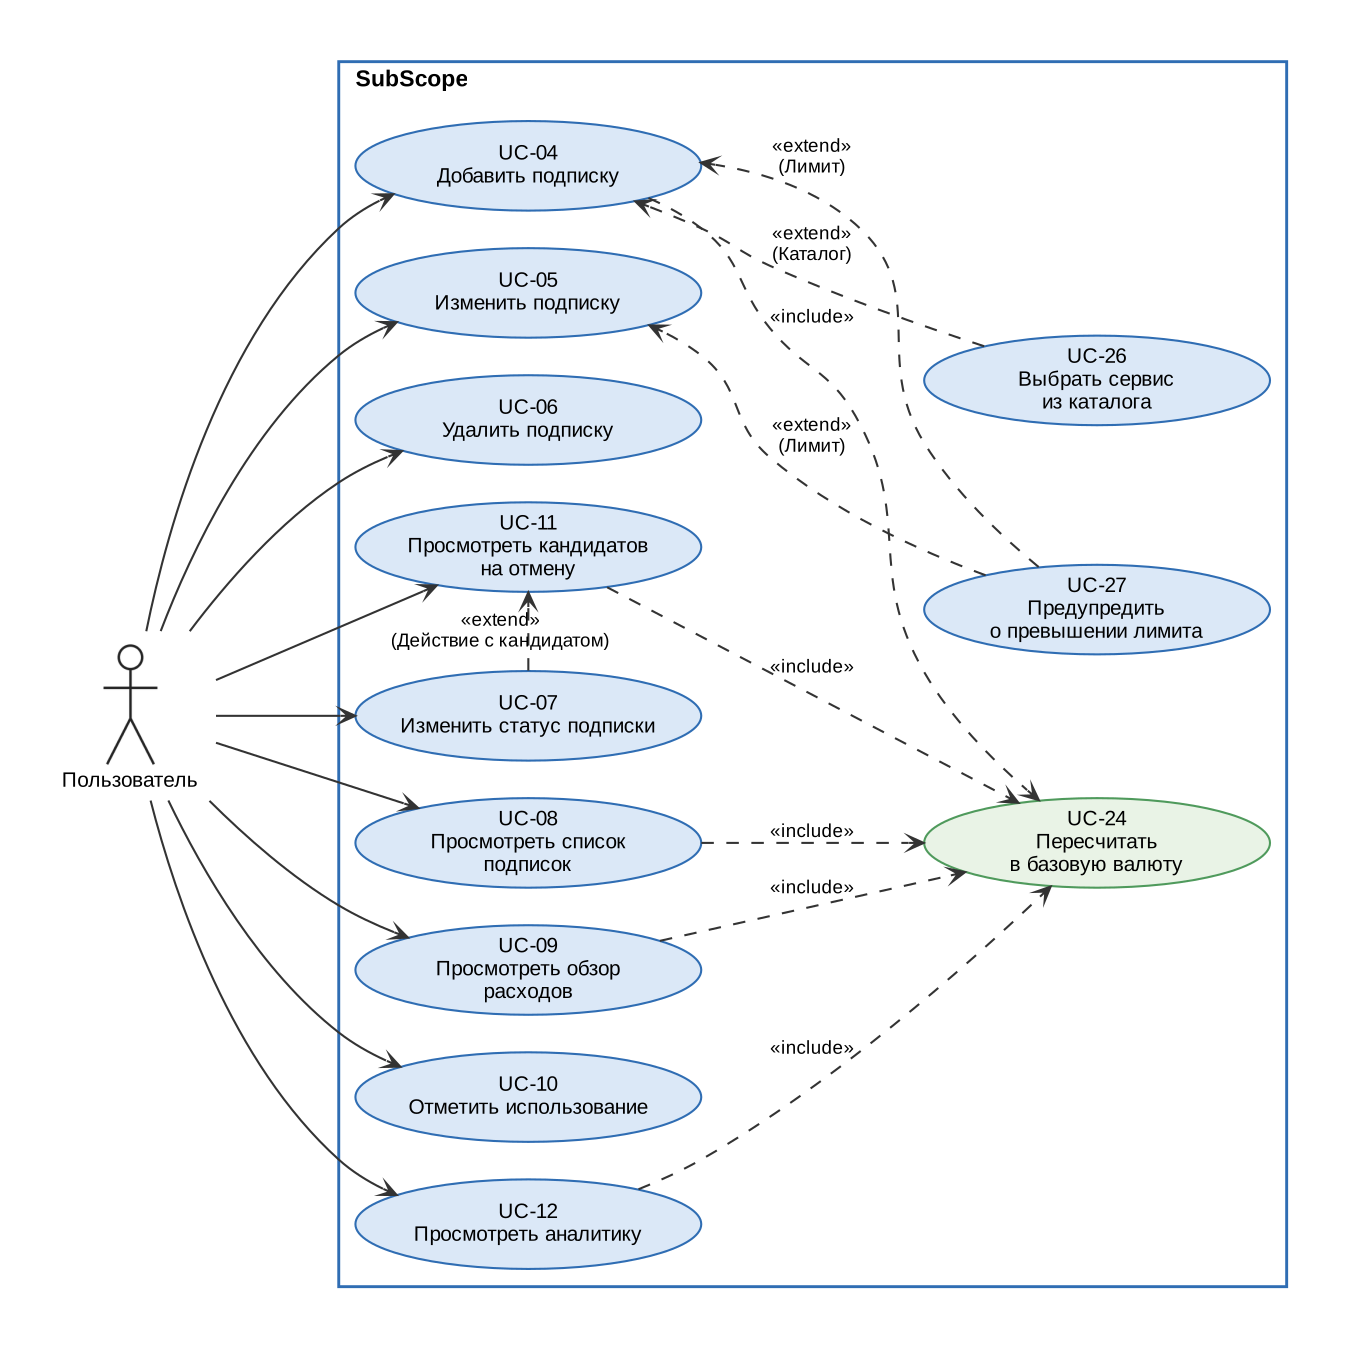 SubScope
UC-04
Добавить подписку
«extend»
(Лимит)
«extend»
(Каталог)
UC-05
Изменить подписку
«include»
UC-26
Выбрать сервис
из каталога
UC-06
Удалить подписку
«extend»
(Лимит)
UC-11
Просмотреть кандидатов
на отмену
«extend»
(Действие с кандидатом)
UC-27
Предупредить
о превышении лимита
«include»
UC-07
Изменить статус подписки
Пользователь
UC-08
Просмотреть список
подписок
«include»
UC-24
Пересчитать
в базовую валюту
«include»
UC-09
Просмотреть обзор
расходов
«include»
UC-10
Отметить использование
UC-12
Просмотреть аналитику